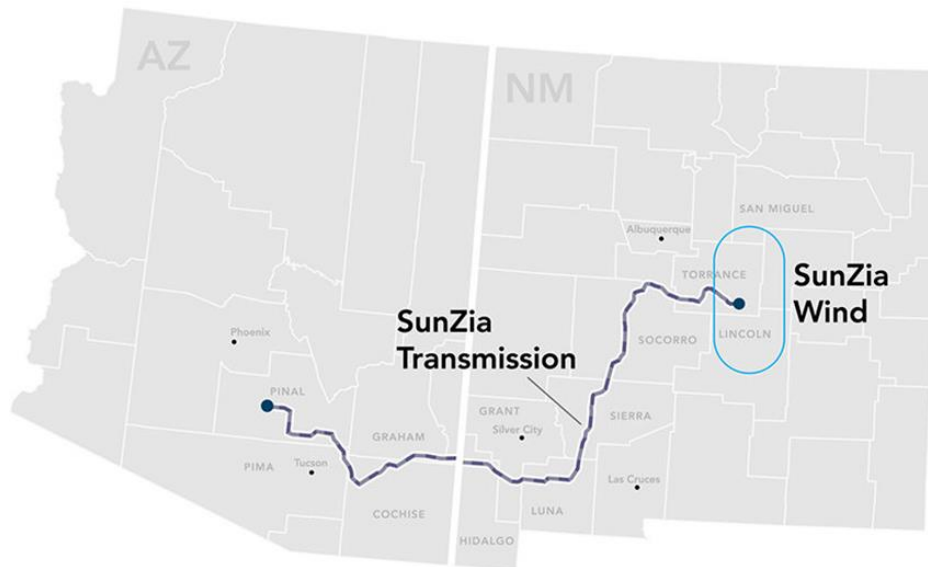 AZ
NM
SAN MIGUEL
Albuquerque
TORRANCE
SunZia
Wind
SunZia
Transmission
Phoenix
SOCORRO
LINCOLN
PINAL
GRANT
SIERRA
Silver City
GRAHAM
PIMA
Tucson
Las Cruces
COCHISE
LUNA
HIDALGO